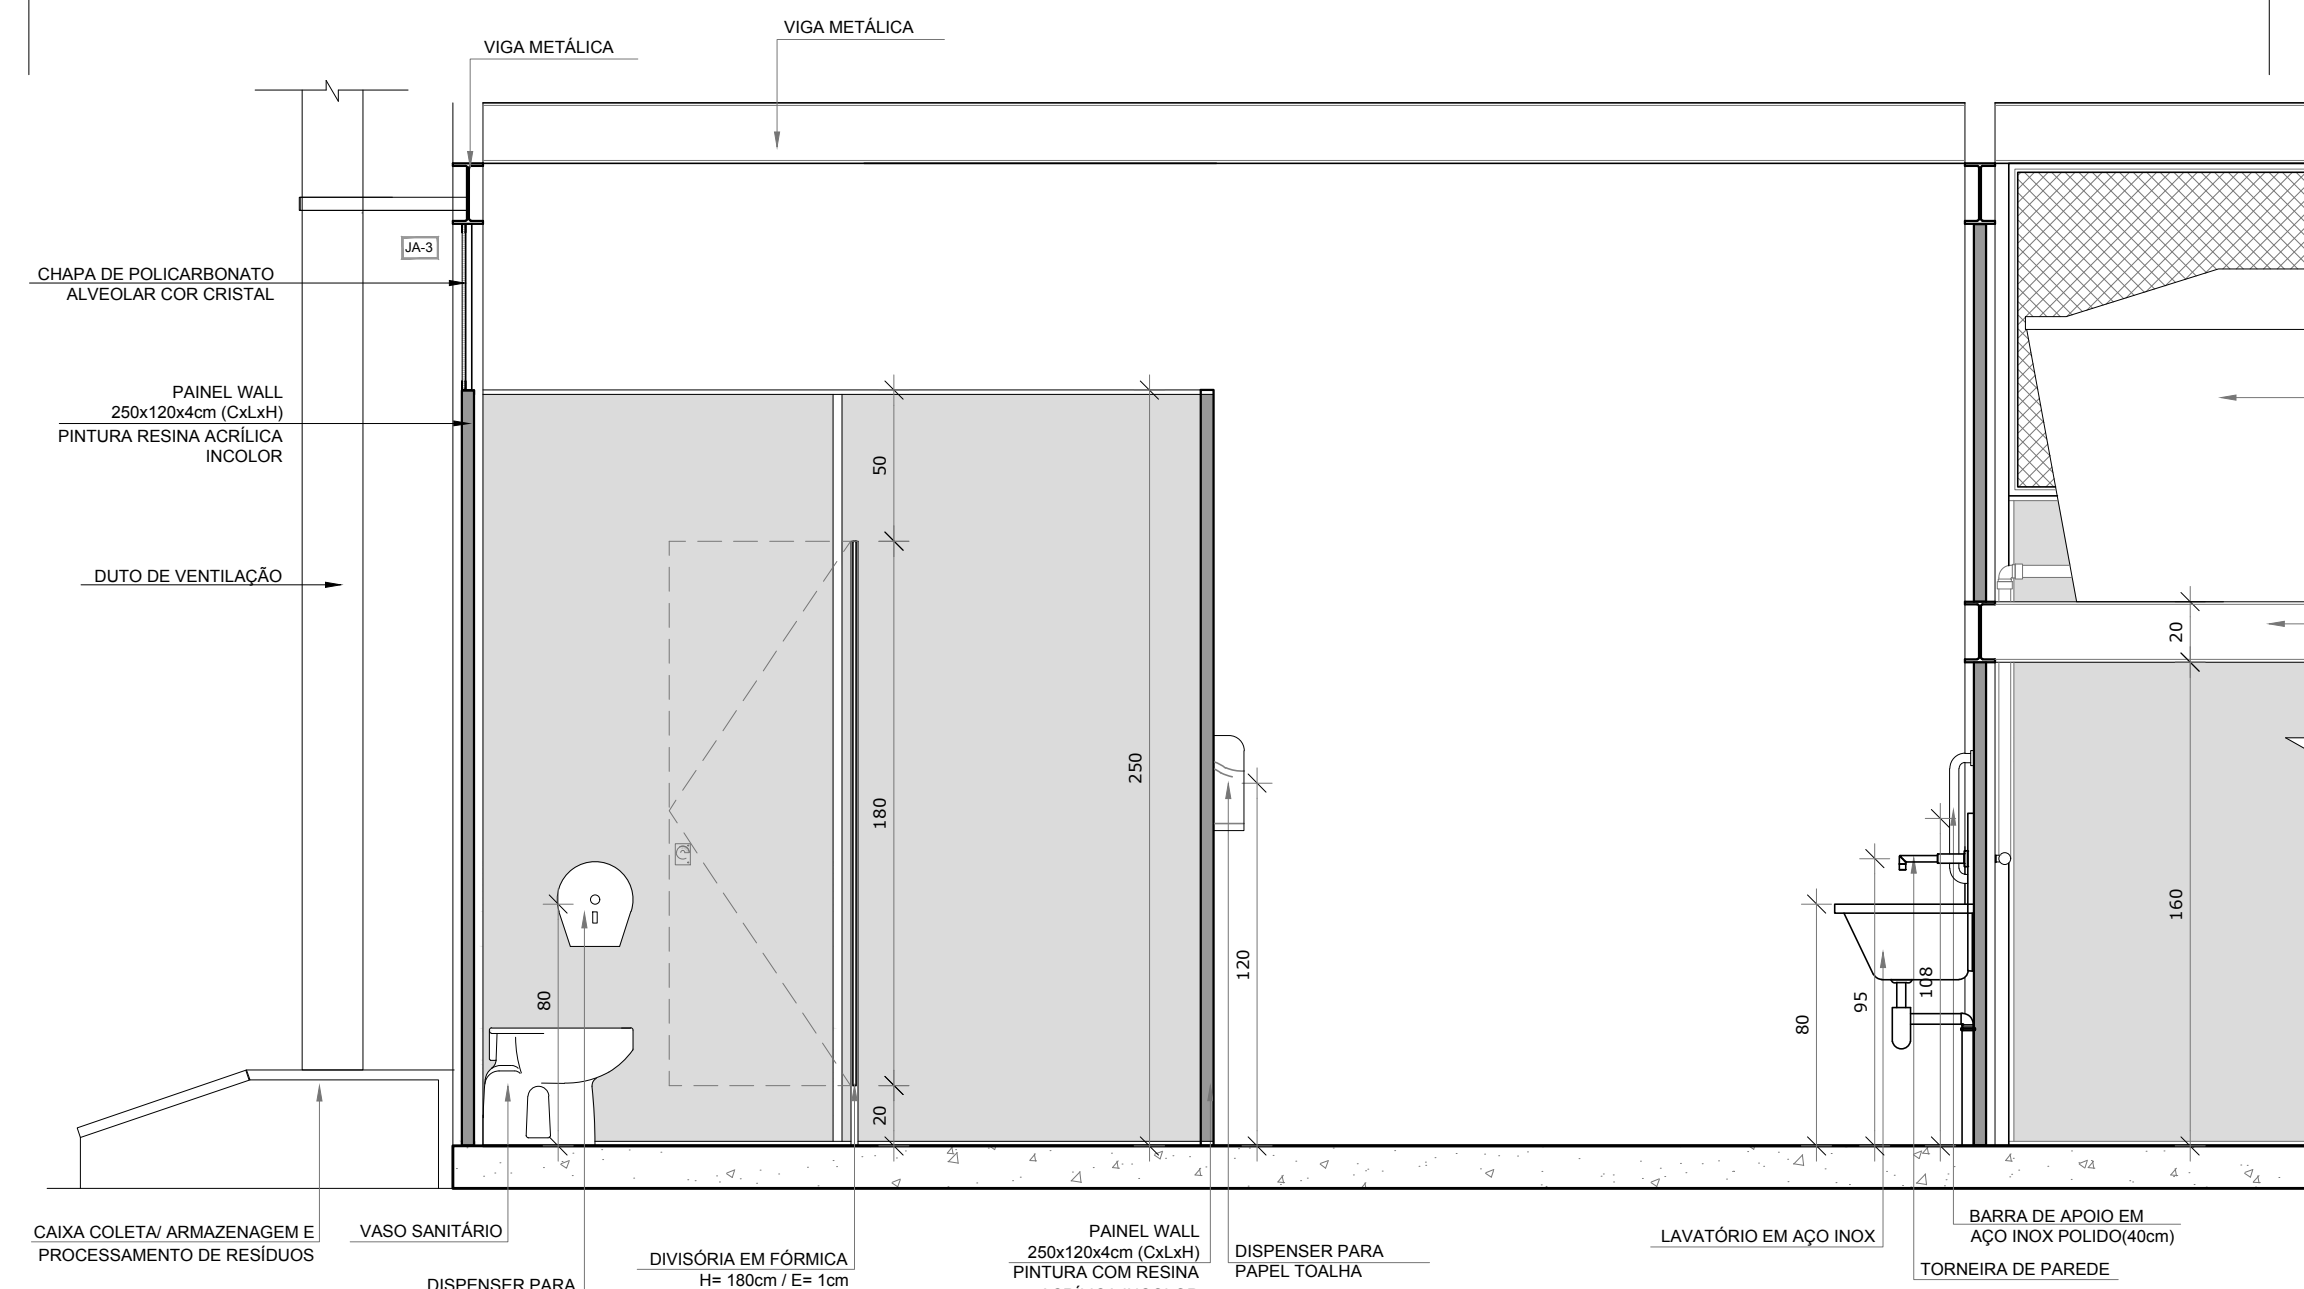 VIGA METÁLICA
VIGA METÁLICA
JA-3
CHAPA DE POLICARBONATO
ALVEOLAR COR CRISTAL
PAINEL WALL
250x120x4cm (CxLxH)
PINTURA RESINA ACRÍLICA
INCOLOR
DUTO DE VENTILAÇÃO
50
180
20
250
80
120
80
95
108
20
160
CAIXA COLETA/ ARMAZENAGEM E
PROCESSAMENTO DE RESÍDUOS
VASO SANITÁRIO
DISPENSER PARA
DIVISÓRIA EM FÓRMICA
H= 180cm / E= 1cm
PAINEL WALL
250x120x4cm (CxLxH)
PINTURA COM RESINA
DISPENSER PARA
PAPEL TOALHA
LAVATÓRIO EM AÇO INOX
BARRA DE APOIO EM
AÇO INOX POLIDO(40cm)
TORNEIRA DE PAREDE